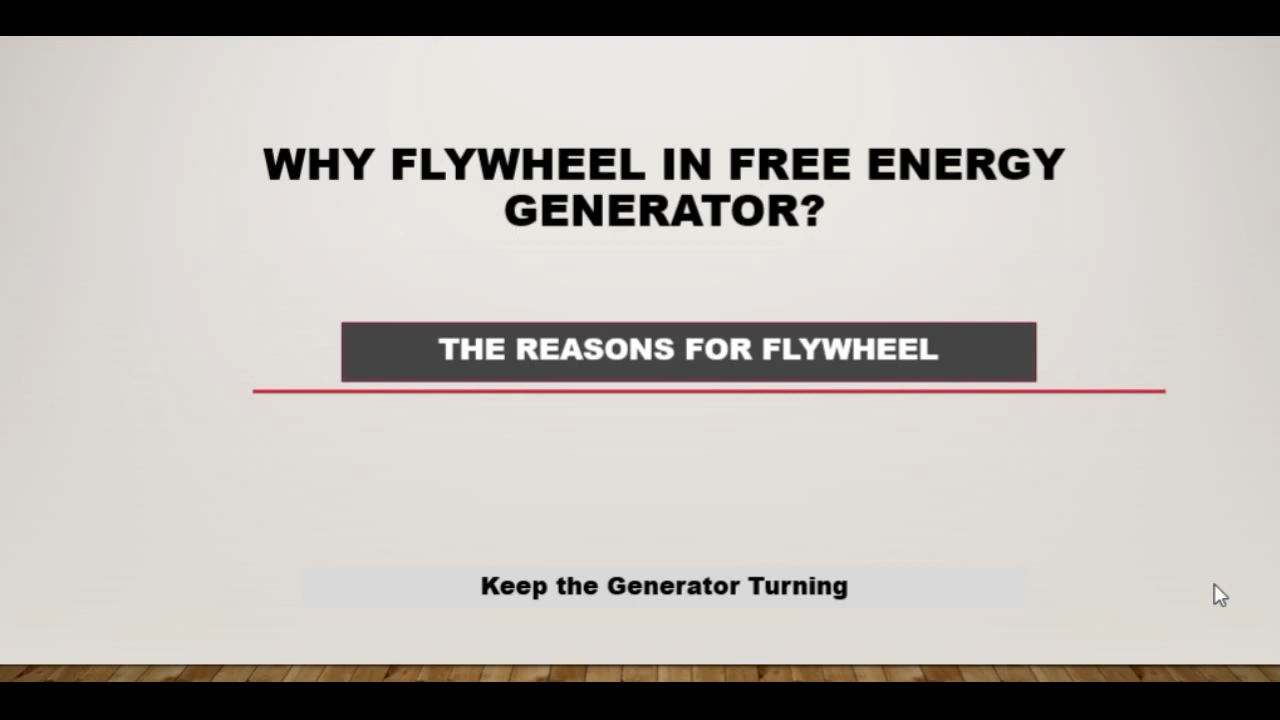 WHY FLYWHEEL IN FREE ENERGY
GENERATOR?
THE REASONS FOR FLYWHEEL
Keep the Generator Turning